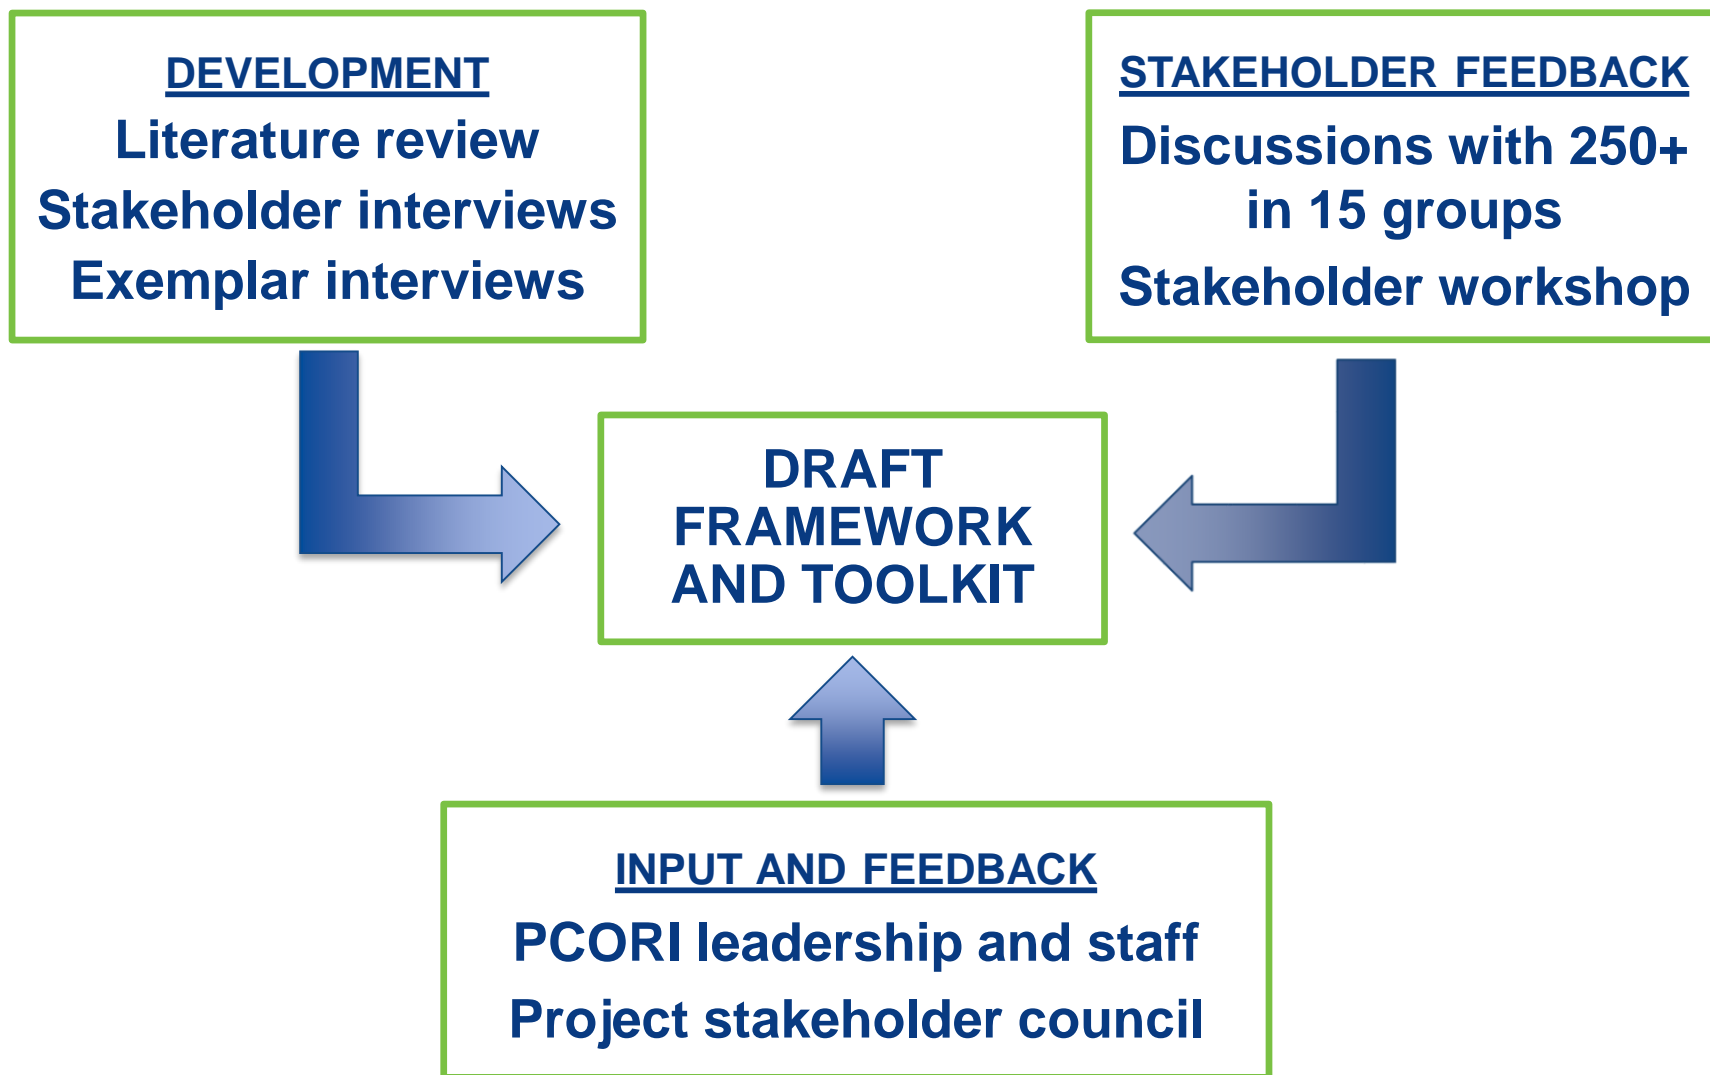 DEVELOPMENT
Literature review
Stakeholder interviews
Exemplar interviews
STAKEHOLDER FEEDBACK
Discussions with 250+
in 15 groups
Stakeholder workshop
DRAFT
FRAMEWORK
AND TOOLKIT
INPUT AND FEEDBACK
PCORI leadership and staff
Project stakeholder council